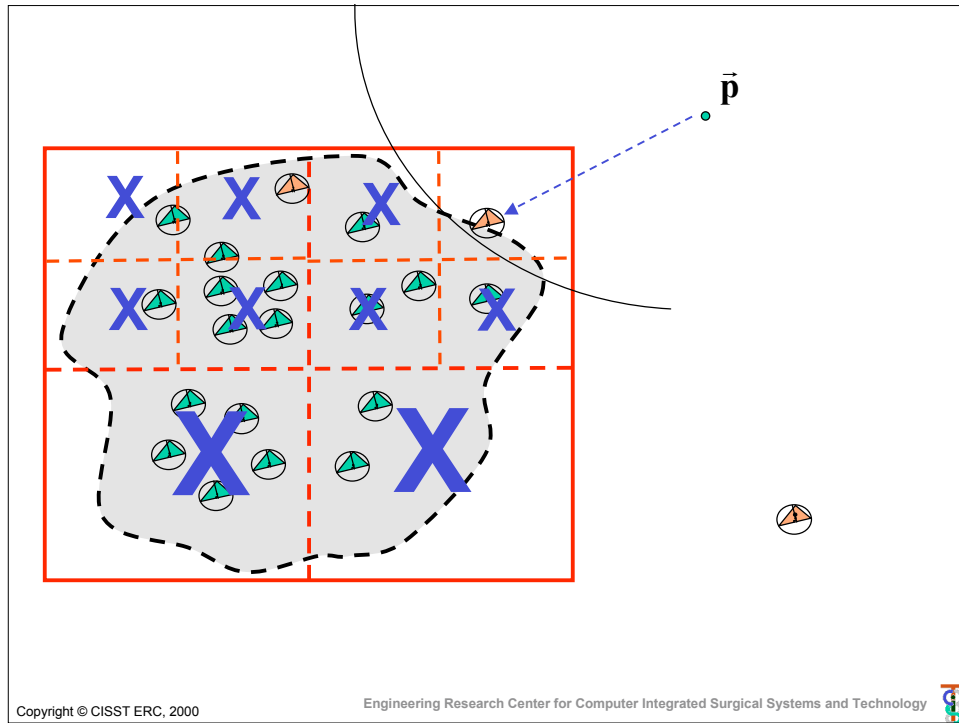 p
X X X
X X X X
X X
Copyright © CISST ERC, 2000
Engineering Research Center for Computer Integrated Surgical Systems and Technology